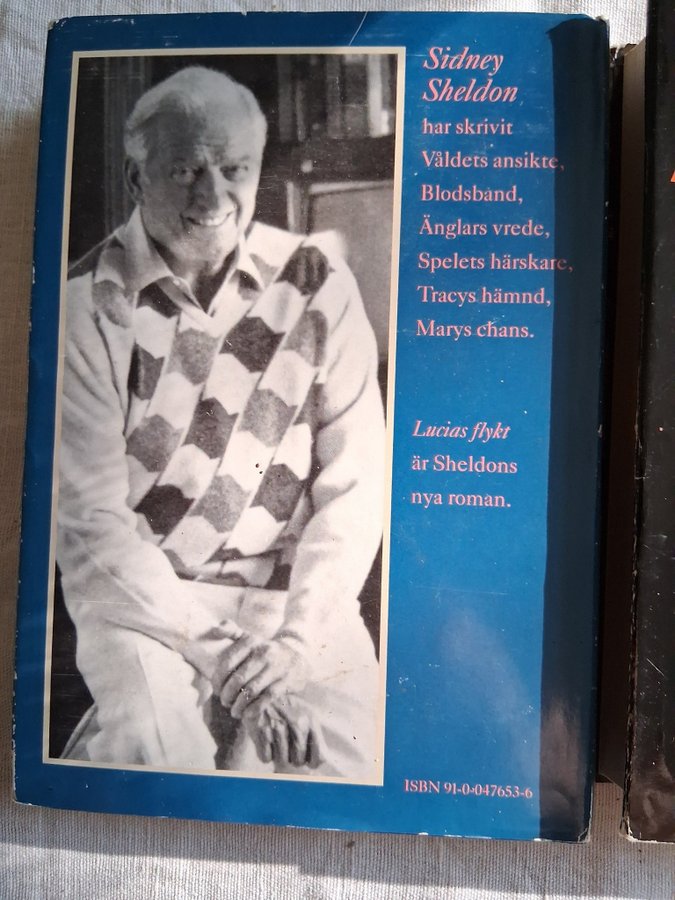 Sidney
Sheldon
har skrivit
Våldets ansikte,
Blodsband,
Änglars vrede,
Spelets härskare,
Tracys hämnd,
Marys chans.
Lucias flykt
är Sheldons
nya roman.
ISBN 91-0-047653-6